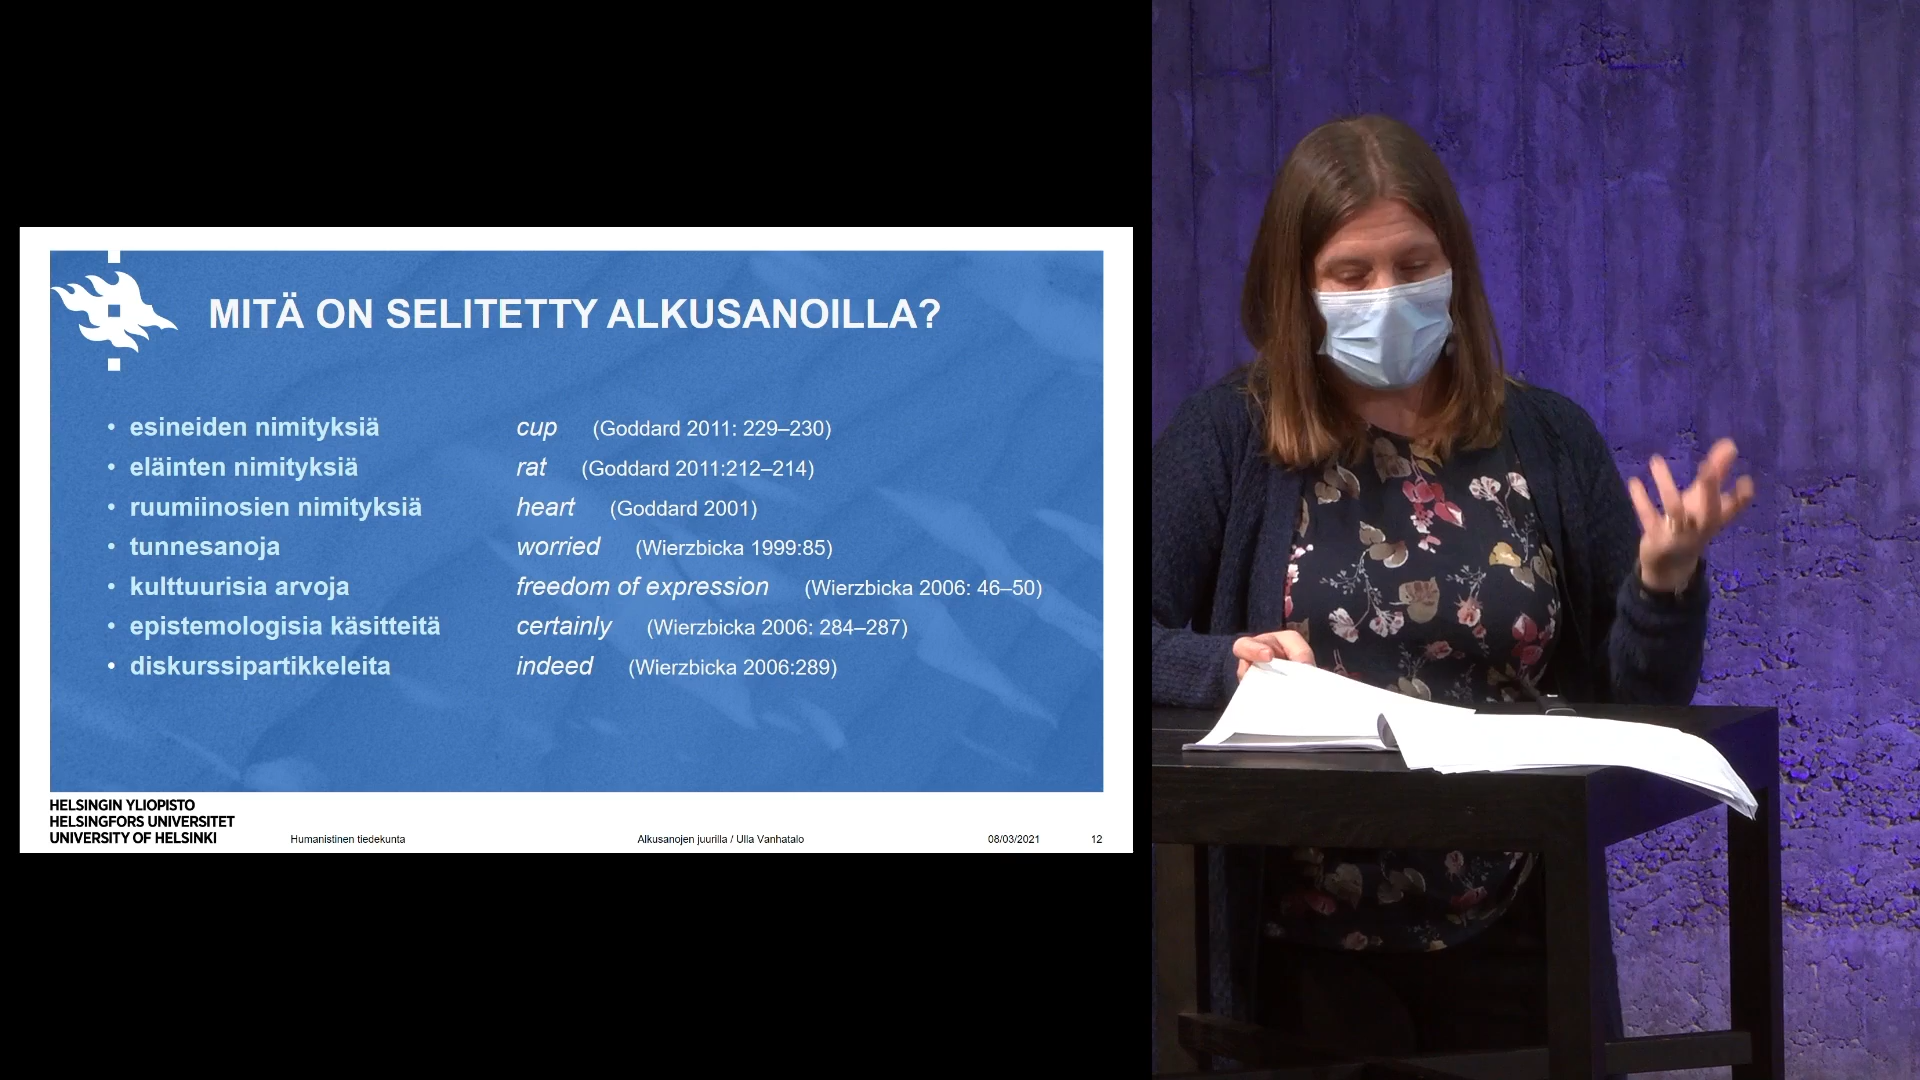 MITÄ ON SELITETTY ALKUSANOILLA?
• esineiden nimityksiä cup (Goddard 2011: 229–230)
• eläinten nimityksiä rat (Goddard 2011:212–214)
• ruumiinosien nimityksiä heart (Goddard 2001)
• tunnesanoja worried (Wierzbicka 1999:85)
• kulttuurisia arvoja freedom of expression (Wierzbicka 2006: 46–50)
• epistemologisia käsitteitä certainly (Wierzbicka 2006: 284–287)
• diskurssipartikkeleita indeed (Wierzbicka 2006:289)
HELSINGIN YLIOPISTO
HELSINGFORS UNIVERSITET
UNIVERSITY OF HELSINKI
Humanistinen tiedekunta
Alkusanojen juurilla / Ulla Vanhatalo
08/03/2021
12